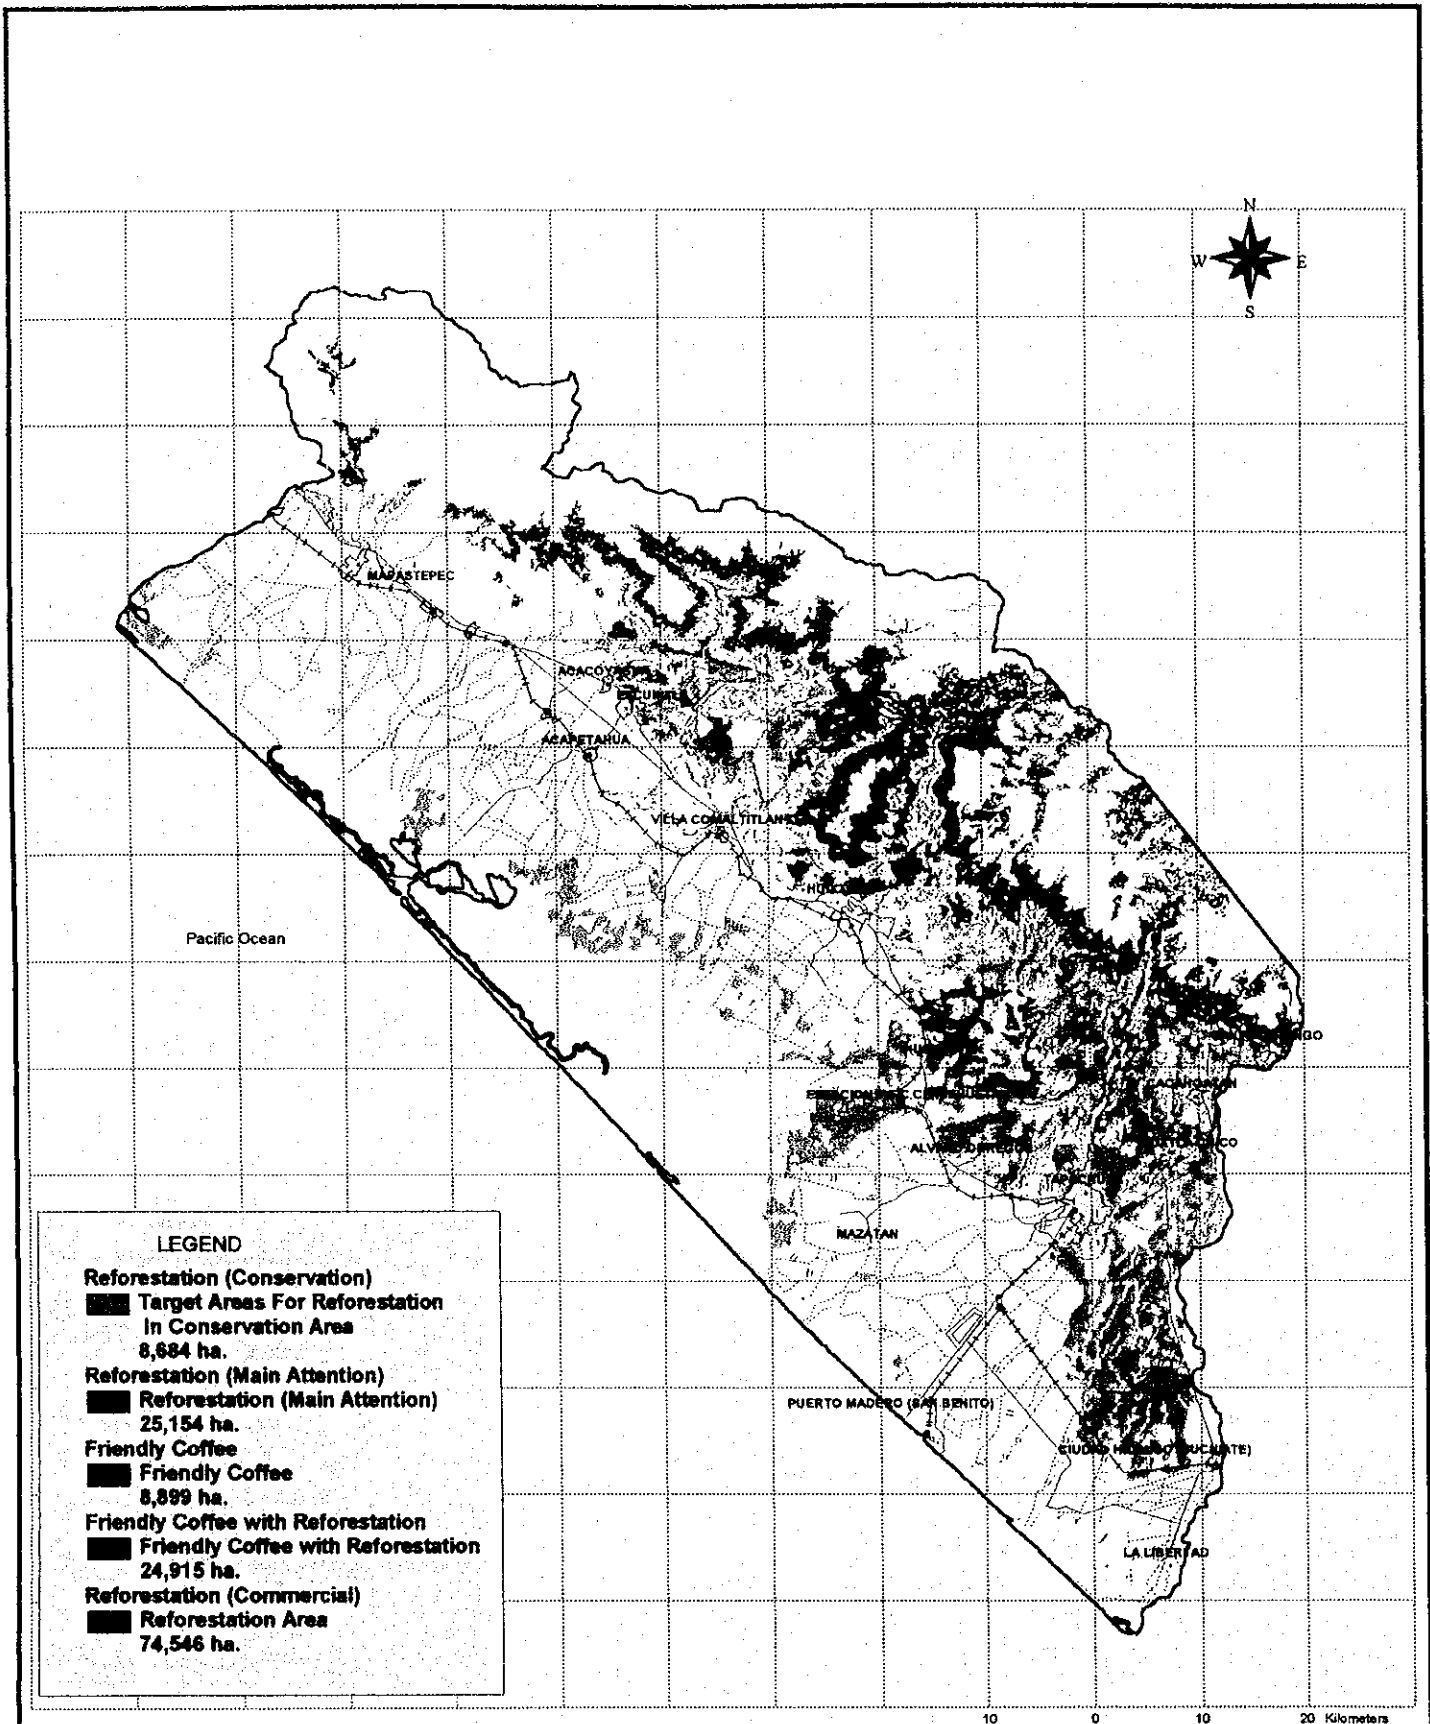 N
W E
S
MAPASTEPEC
ACAPETAHUA
Pacific Ocean
MAZATAN
PUERTO MADERO (SAN BENITO)
LA LIBERTAD
LEGEND
Reforestation (Conservation)
Target Areas For Reforestation
In Conservation Area
8,684 ha.
Reforestation (Main Attention)
Reforestation (Main Attention)
25,154 ha.
Friendly Coffee
Friendly Coffee
8,899 ha.
Friendly Coffee with Reforestation
Friendly Coffee with Reforestation
24,915 ha.
Reforestation (Commercial)
Reforestation Area
74,546 ha.
10 0 10 20 Kilometers